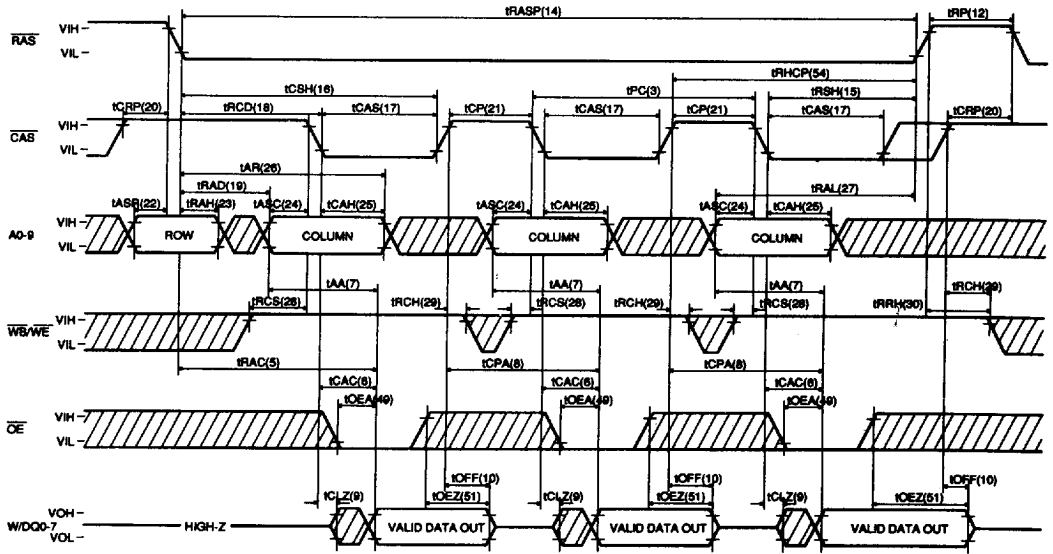 tRASP(14) tRP(12)
RAS VIH VIL
tRHCP(54)
tCSH(16) tPC(3) tRSH(15)
tCRP(20) tRCD(18) tCAS(17) tCP(21) tCAS(17) tCP(21) tCAS(17) tCRP(20)
CAS VIH VIL
tAR(26)
tRAD(19) tRAL(27)
tASR(22) tRAH(23) tASC(24) tCAH(25) tASC(24) tCAH(25) tASC(24) tCAH(25)
A0-9 VIH VIL ROW COLUMN COLUMN COLUMN
tAA(7) tAA(7) tAA(7)
tRCS(28) tRCH(29) tRCS(28) tRCH(29) tRCS(28) tRRH(30) tRCH(29)
WB/WE VIH VIL
tRAC(5) tCPA(8) tCPA(8)
tCAC(6) tCAC(6) tCAC(6)
tOEA(49) tOEA(49) tOEA(49)
OE VIH VIL
tOFF(10) tOFF(10) tOFF(10)
tCLZ(9) tOEZ(51) tCLZ(9) tOEZ(51) tCLZ(9) tOEZ(51)
W/DQ0-7 VOH VOL HIGH-Z VALID DATA OUT VALID DATA OUT VALID DATA OUT